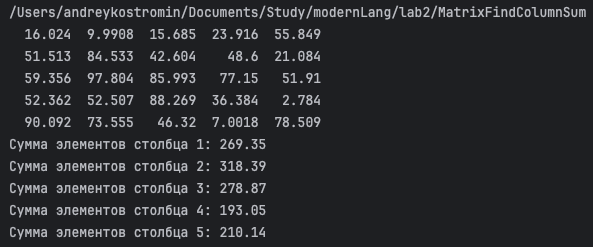 /Users/andreykostromin/Documents/Study/modernLang/lab2/MatrixFindColumnSum
16.024 9.9908 15.685 23.916 55.849
51.513 84.533 42.604 48.6 21.084
59.356 97.804 85.993 77.15 51.91
52.362 52.507 88.269 36.384 2.784
90.092 73.555 46.32 7.0018 78.509
Сумма элементов столбца 1: 269.35
Сумма элементов столбца 2: 318.39
Сумма элементов столбца 3: 278.87
Сумма элементов столбца 4: 193.05
Сумма элементов столбца 5: 210.14